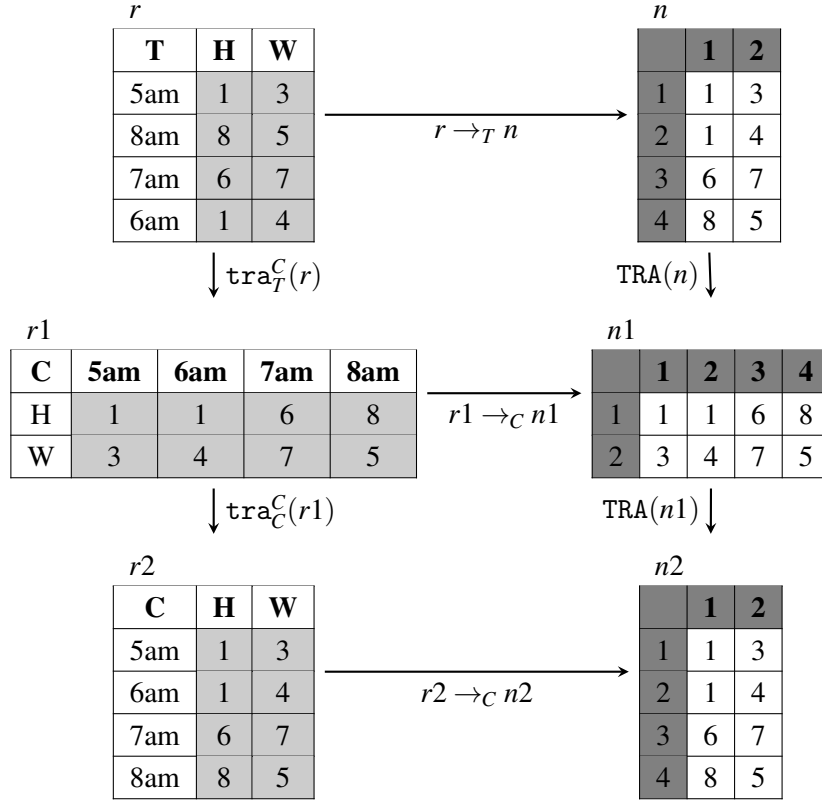 r n
T H W 1 2
5am 1 3 1 1 3
8am 8 5 2 1 4
7am 6 7 3 6 7
6am 1 4 4 8 5
r →T n
tra^C_T(r) TRA(n)
r1 n1
C 5am 6am 7am 8am 1 2 3 4
H 1 1 6 8 1 1 1 6 8
W 3 4 7 5 2 3 4 7 5
r1 →C n1
tra^C_C(r1) TRA(n1)
r2 n2
C H W 1 2
5am 1 3 1 1 3
6am 1 4 2 1 4
7am 6 7 3 6 7
8am 8 5 4 8 5
r2 →C n2